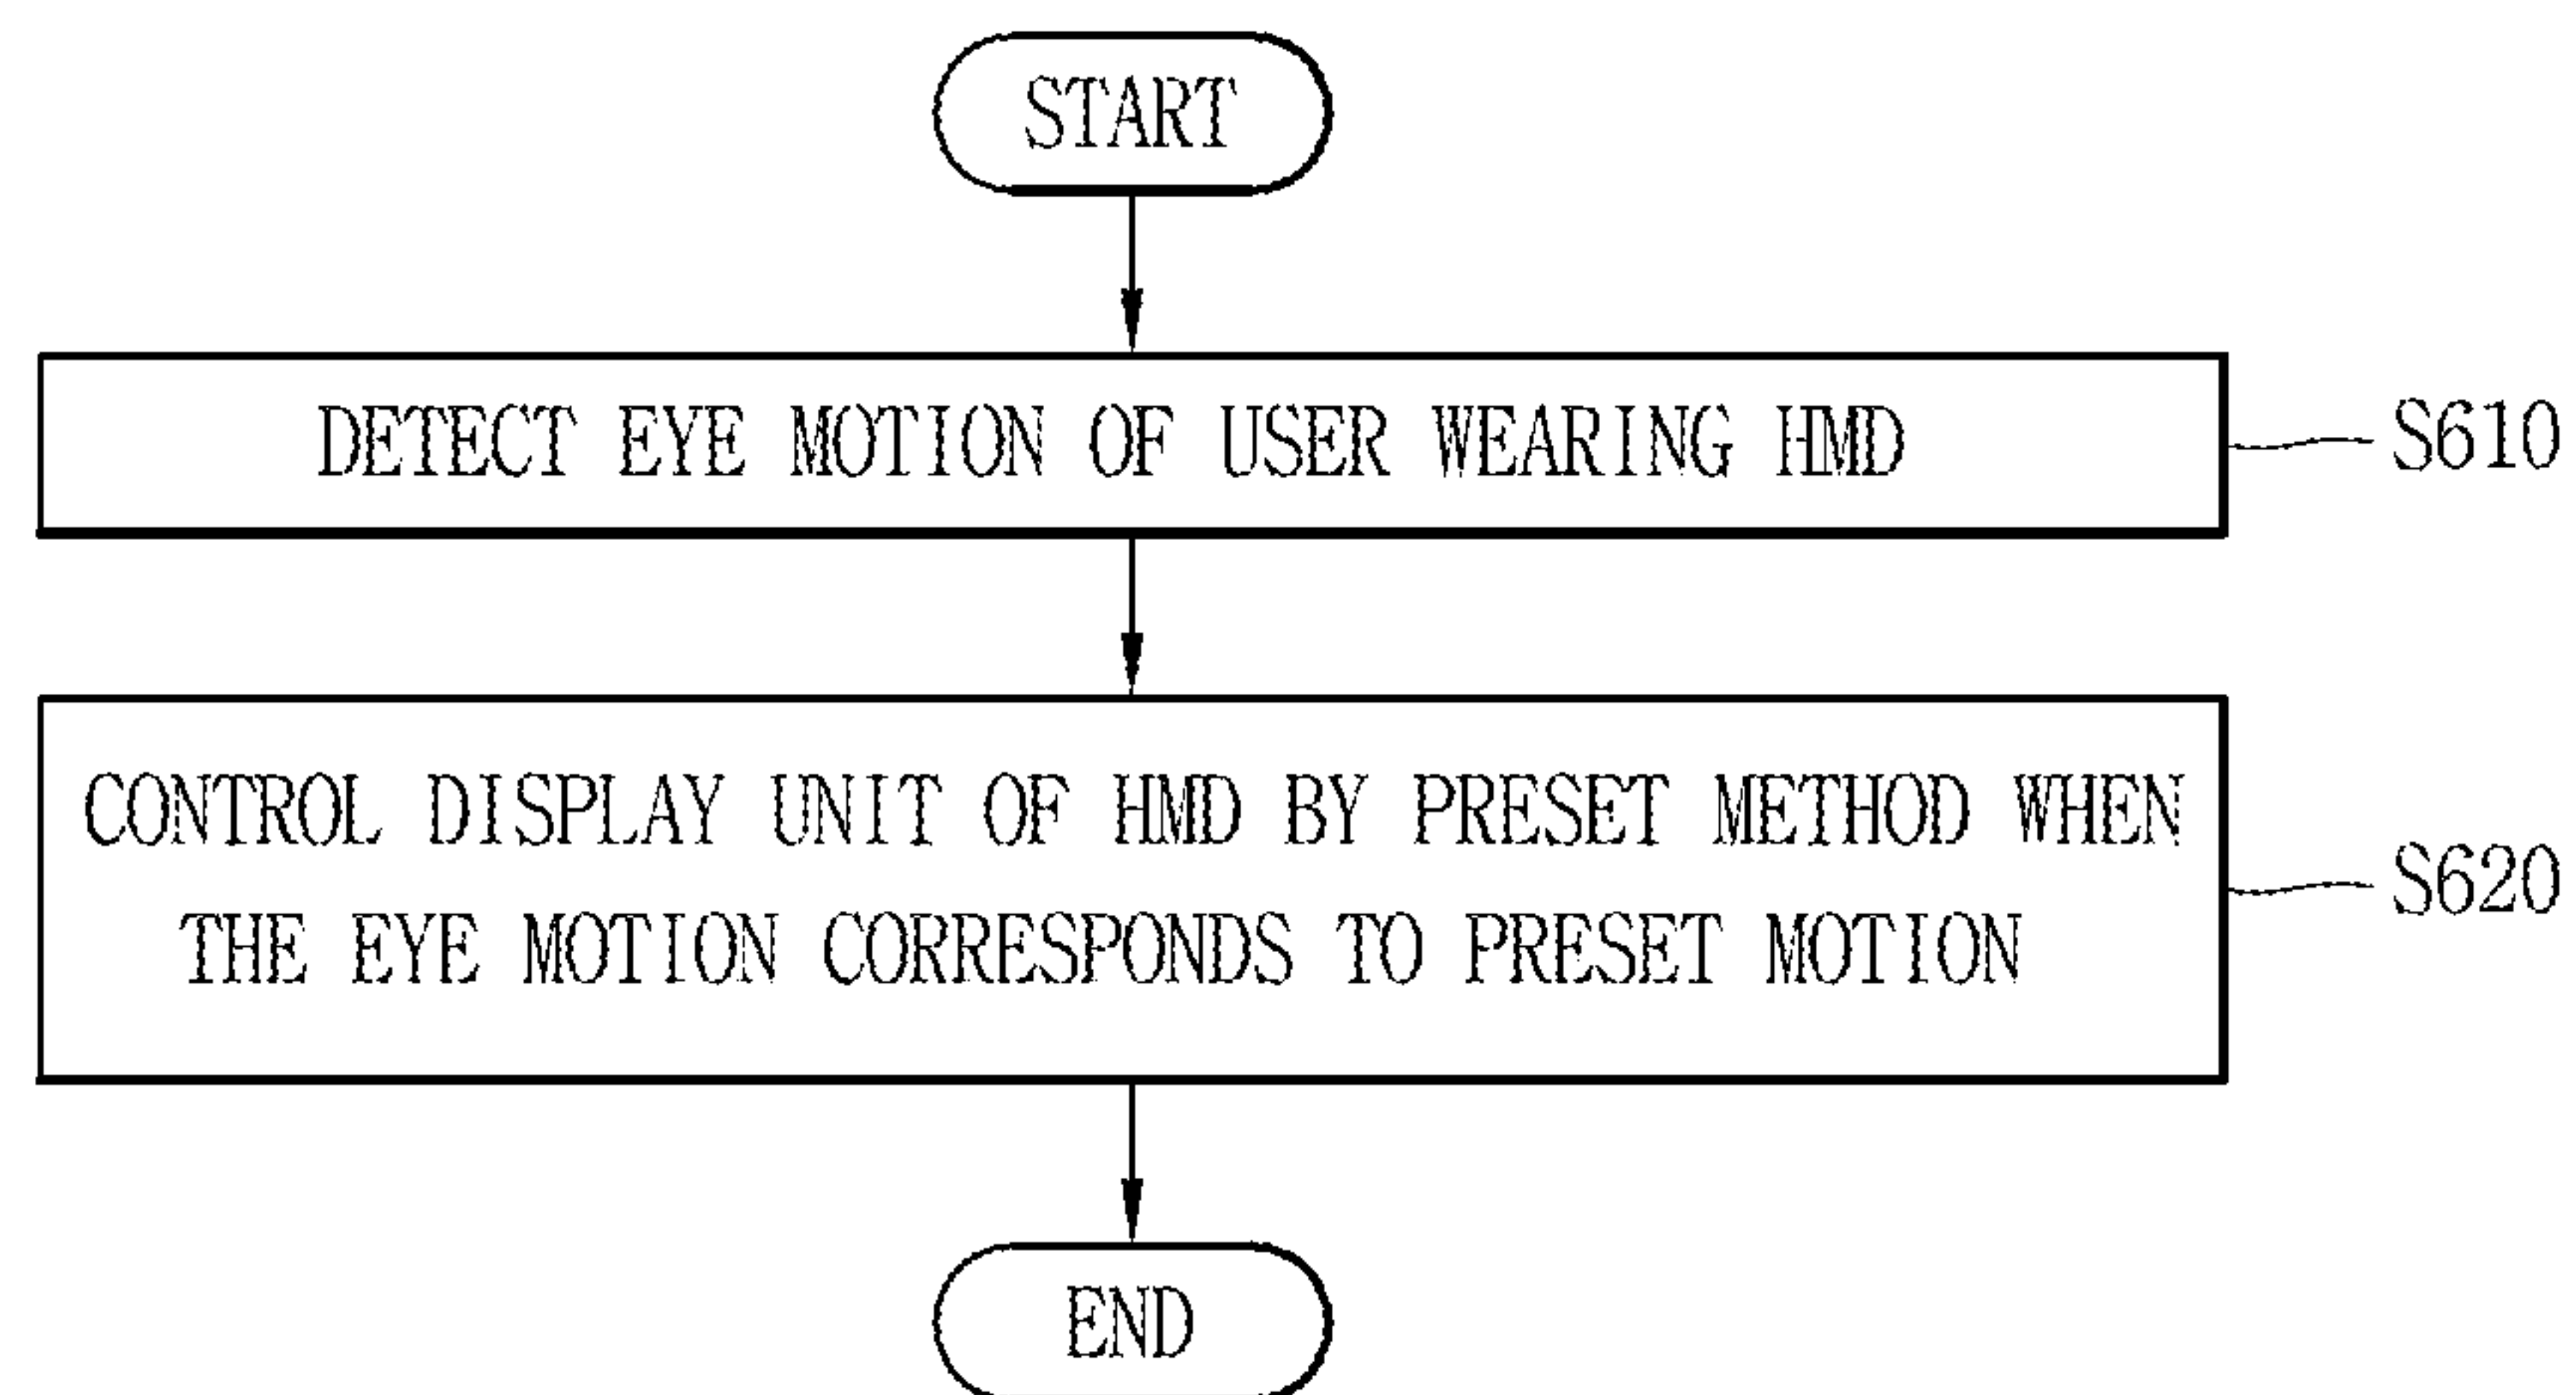 START
DETECT EYE MOTION OF USER WEARING HMD
S610
CONTROL DISPLAY UNIT OF HMD BY PRESET METHOD WHEN
THE EYE MOTION CORRESPONDS TO PRESET MOTION
S620
END